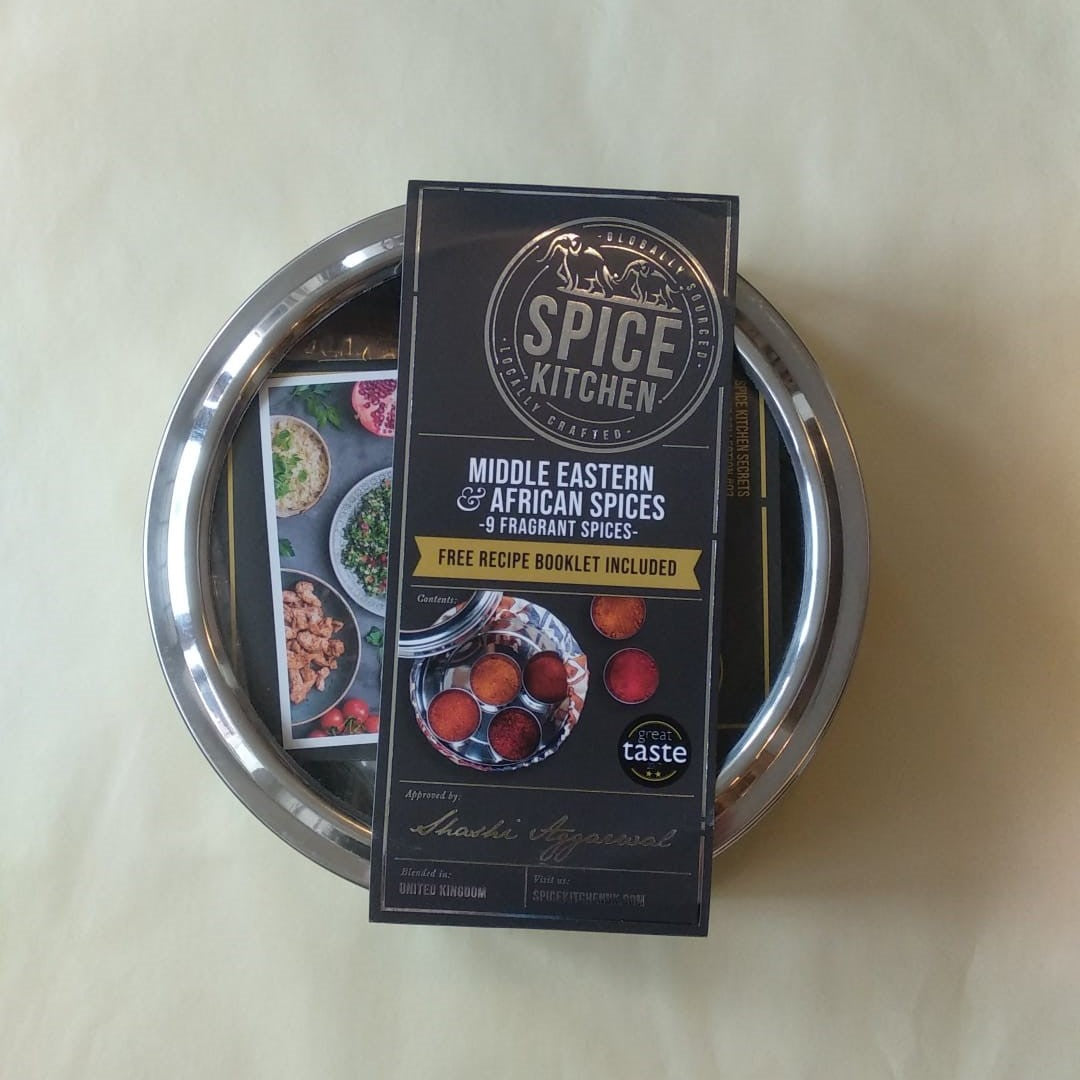 ·GLOBALLY SOURCED·
SPICE
KITCHEN
·LOCALLY CRAFTED·
MIDDLE EASTERN
& AFRICAN SPICES
-9 FRAGRANT SPICES-
FREE RECIPE BOOKLET INCLUDED
Contents:
great
taste
Approved by:
Shashi Aggarwal
Blended in:
UNITED KINGDOM
Visit us:
SPICEKITCHENUK.COM
SPICE KITCHEN SECRETS